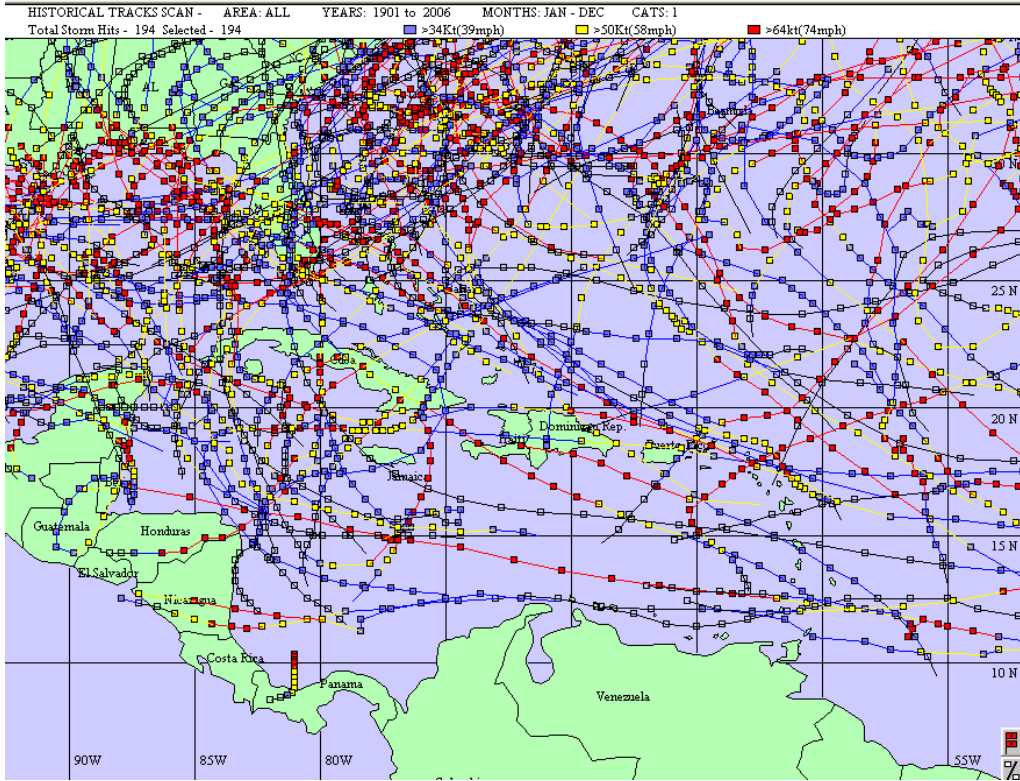 HISTORICAL TRACKS SCAN - AREA: ALL YEARS: 1901 to 2006 MONTHS: JAN - DEC CATS: 1
Total Storm Hits - 194 Selected - 194 >34Kt(39mph) >50Kt(58mph) >64kt(74mph)
AL
N
25 N
Cuba
20 N
Dominican Rep.
Haiti
Puerto Rico
Jamaica
Guatemala
Honduras
15 N
El Salvador
Nicaragua
Costa Rica
10 N
Panama
Venezuela
90W 85W 80W 55W